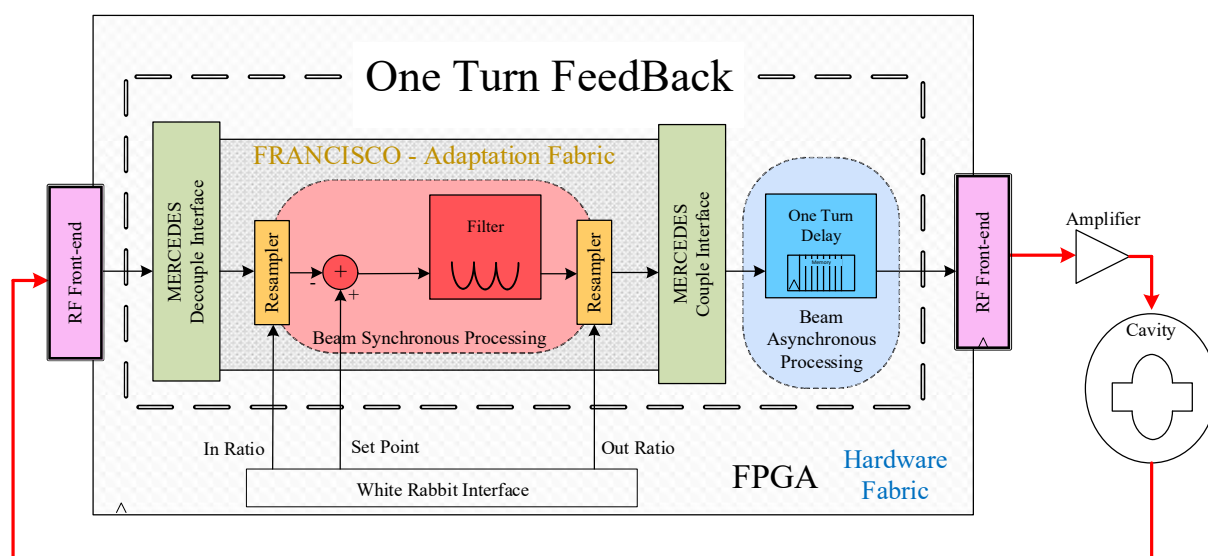 One Turn FeedBack
FRANCISCO - Adaptation Fabric
RF Front-end
MERCEDES
Decouple Interface
Resampler
-
+
+
Filter
Resampler
Beam Synchronous Processing
MERCEDES
Couple Interface
One Turn
Delay
Memory
Beam
Asynchronous
Processing
RF Front-end
Amplifier
Cavity
In Ratio
Set Point
Out Ratio
White Rabbit Interface
FPGA
Hardware
Fabric